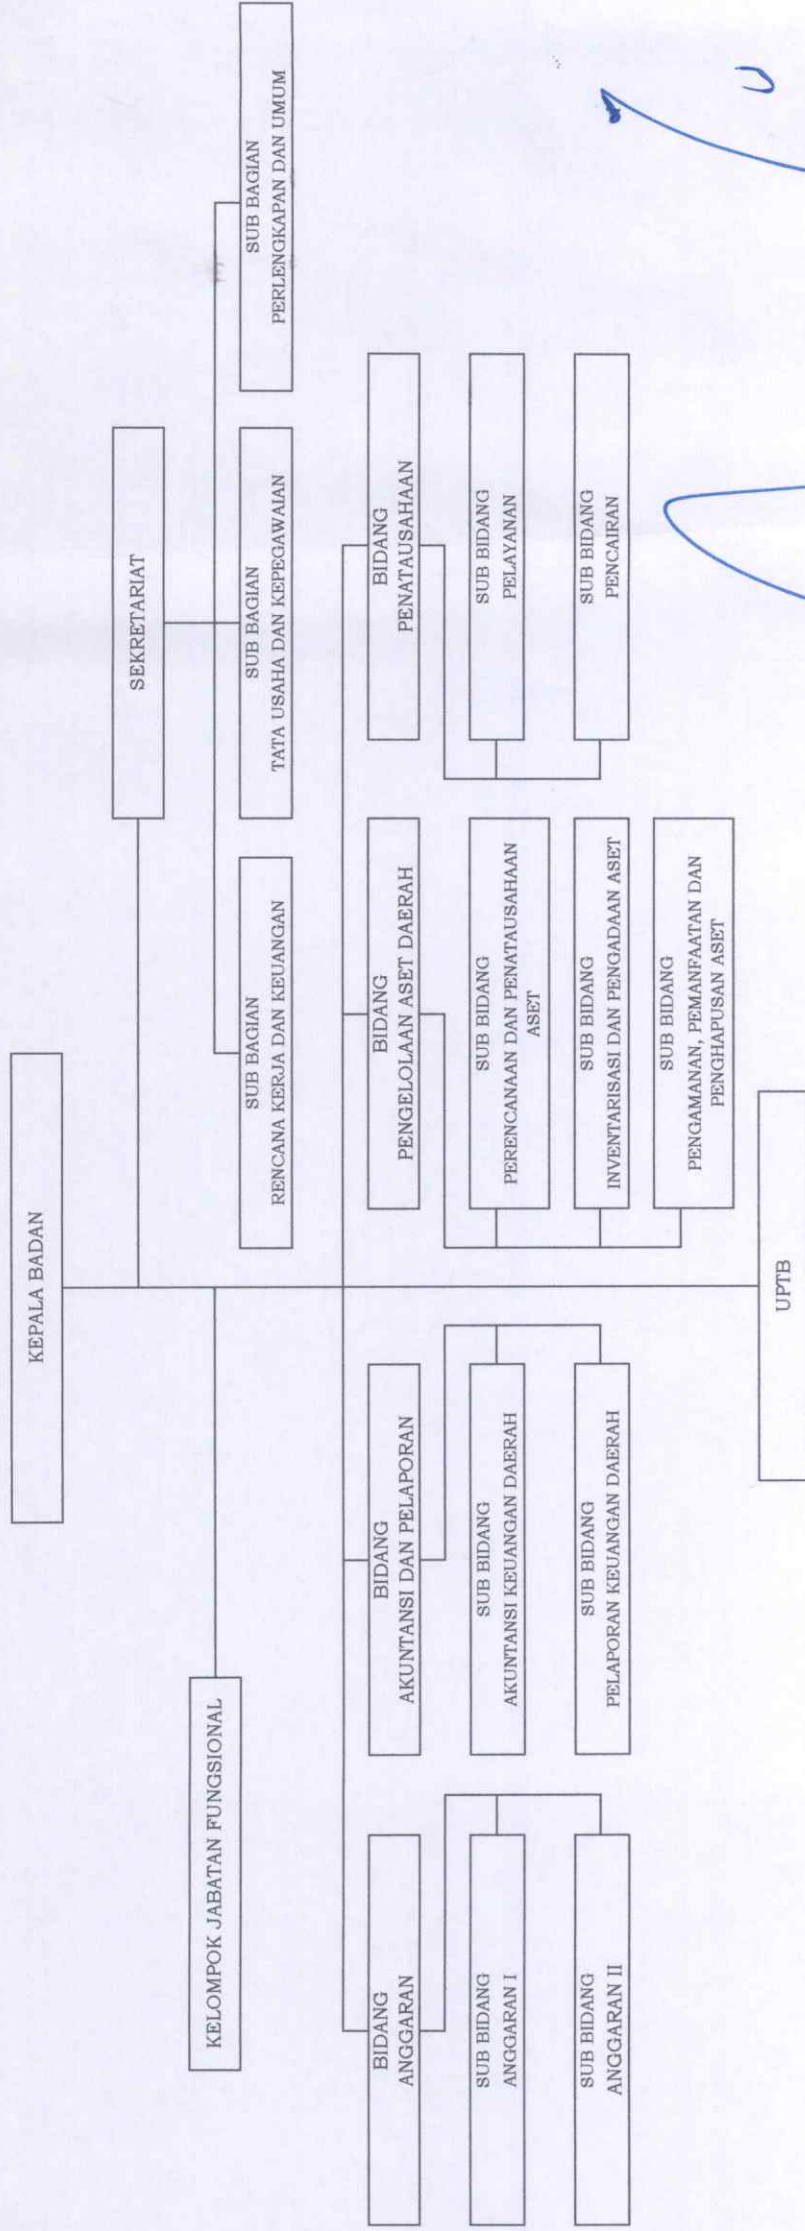 KEPALA BADAN
SEKRETARIAT
KELOMPOK JABATAN FUNGSIONAL
SUB BAGIAN
RENCANA KERJA DAN KEUANGAN
SUB BAGIAN
TATA USAHA DAN KEPEGAWAIAN
SUB BAGIAN
PERLENGKAPAN DAN UMUM
BIDANG
ANGGARAN
SUB BIDANG
ANGGARAN I
SUB BIDANG
ANGGARAN II
BIDANG
AKUNTANSI DAN PELAPORAN
SUB BIDANG
AKUNTANSI KEUANGAN DAERAH
SUB BIDANG
PELAPORAN KEUANGAN DAERAH
BIDANG
PENGELOLAAN ASET DAERAH
SUB BIDANG
PERENCANAAN DAN PENATAUSAHAAN
ASET
SUB BIDANG
INVENTARISASI DAN PENGADAAN ASET
SUB BIDANG
PENGAMANAN, PEMANFAATAN DAN
PENGHAPUSAN ASET
BIDANG
PENATAUSAHAAN
SUB BIDANG
PELAYANAN
SUB BIDANG
PENCAIRAN
UPTB